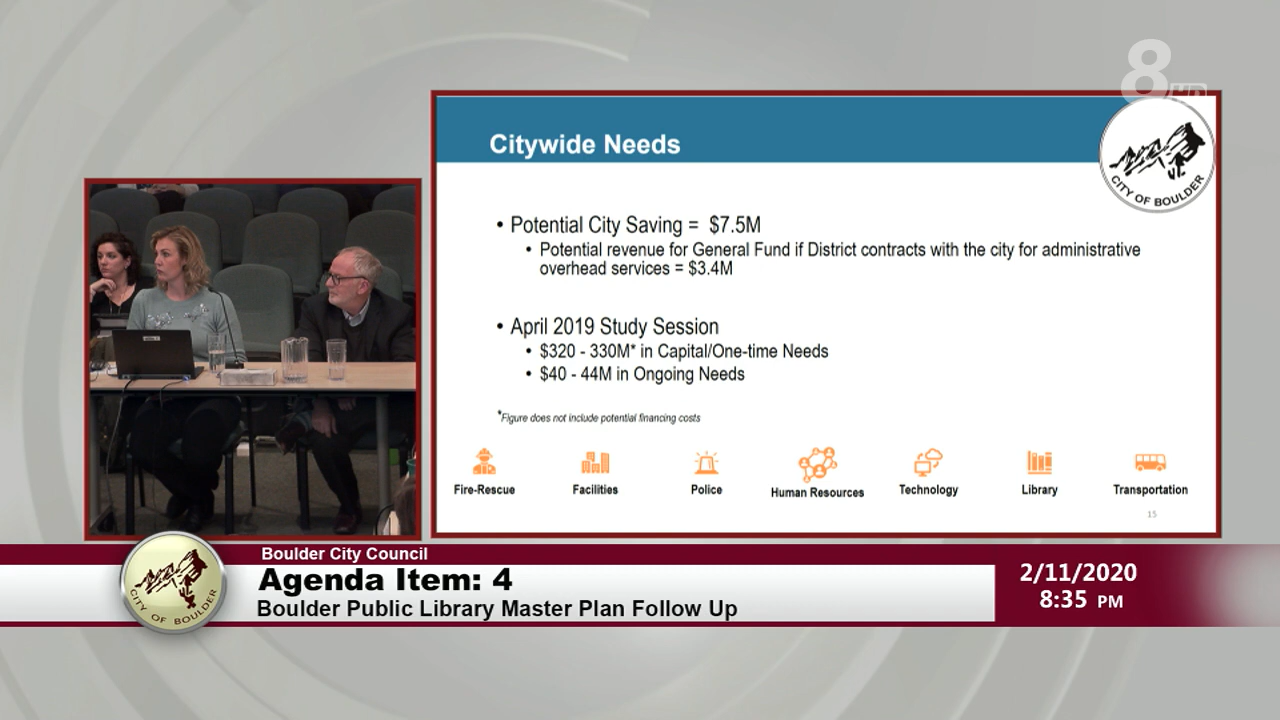 8
HD
Citywide Needs
CITY OF BOULDER
• Potential City Saving = $7.5M
• Potential revenue for General Fund if District contracts with the city for administrative
overhead services = $3.4M
• April 2019 Study Session
• $320 - 330M* in Capital/One-time Needs
• $40 - 44M in Ongoing Needs
*Figure does not include potential financing costs
Fire-Rescue
Facilities
Police
Human Resources
Technology
Library
Transportation
15
Boulder City Council
Agenda Item: 4
Boulder Public Library Master Plan Follow Up
CITY OF BOULDER
2/11/2020
8:35 PM